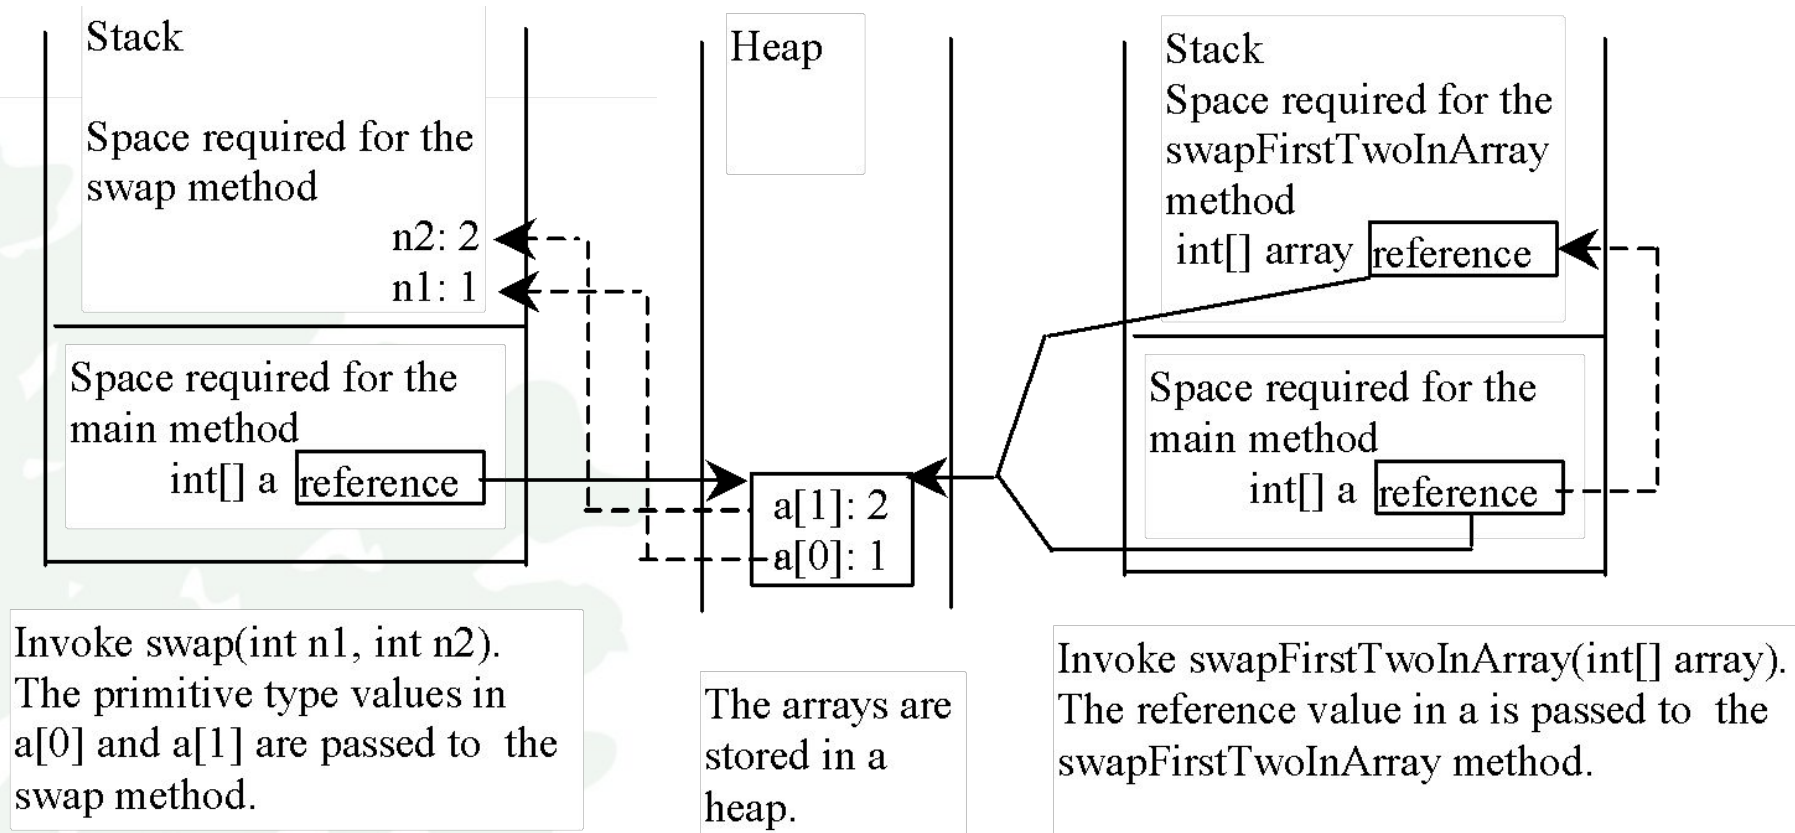 Stack
Space required for the
swap method
n2: 2
n1: 1
Space required for the
main method
int[] a reference
Invoke swap(int n1, int n2).
The primitive type values in
a[0] and a[1] are passed to the
swap method.
Heap
a[1]: 2
a[0]: 1
The arrays are
stored in a
heap.
Stack
Space required for the
swapFirstTwoInArray
method
int[] array reference
Space required for the
main method
int[] a reference
Invoke swapFirstTwoInArray(int[] array).
The reference value in a is passed to the
swapFirstTwoInArray method.